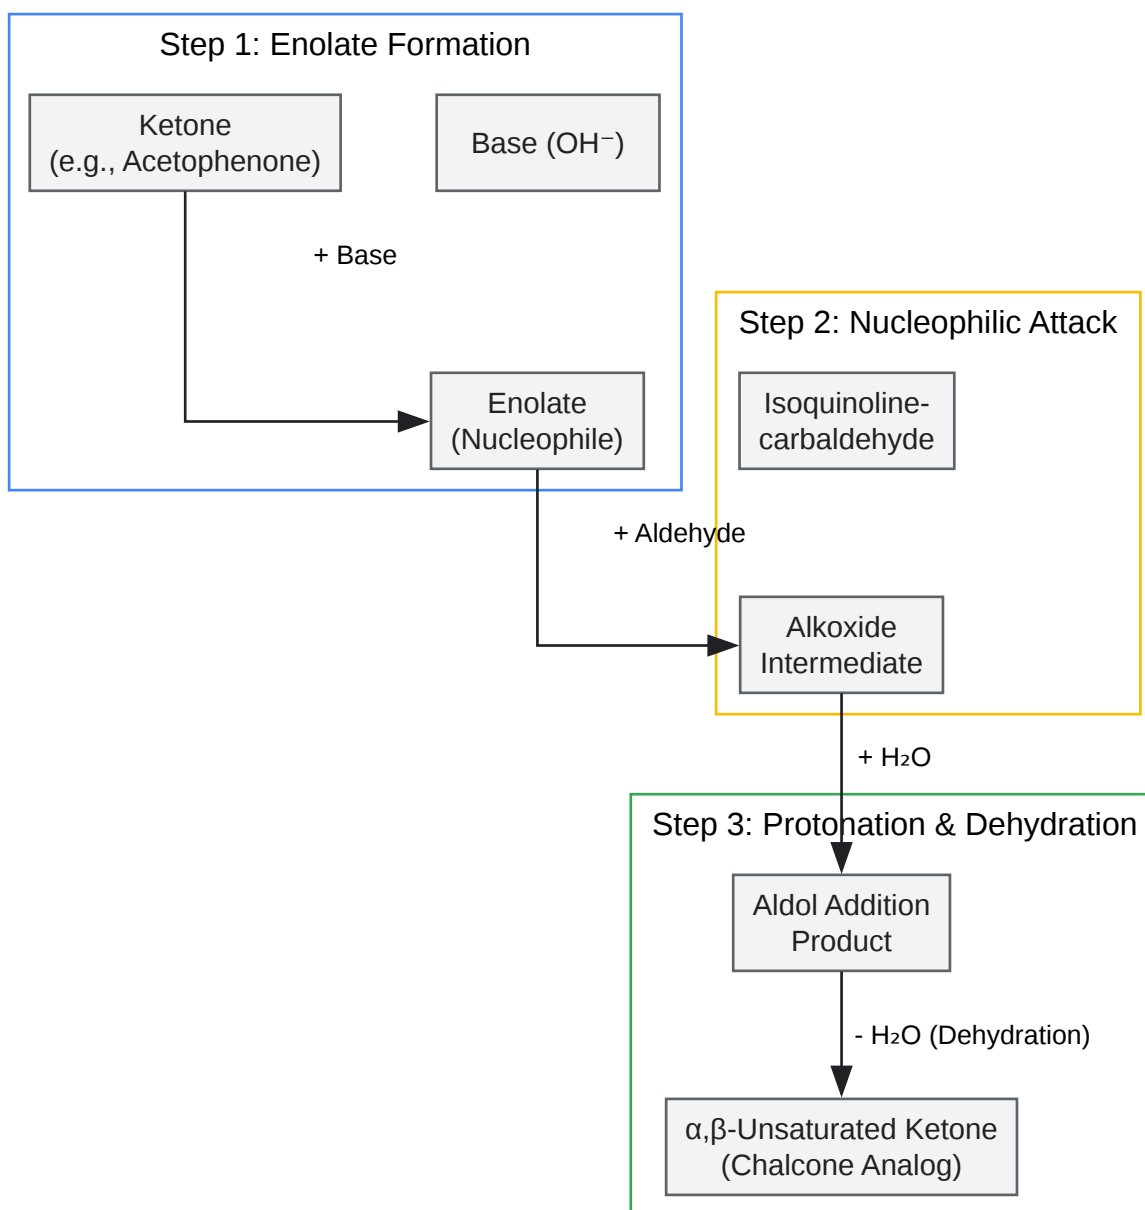 Step 1: Enolate Formation
Ketone
(e.g., Acetophenone)
Base (OH⁻)
+ Base
Enolate
(Nucleophile)
Step 2: Nucleophilic Attack
Isoquinoline-
carbaldehyde
+ Aldehyde
Alkoxide
Intermediate
+ H₂O
Step 3: Protonation & Dehydration
Aldol Addition
Product
- H₂O (Dehydration)
α,β-Unsaturated Ketone
(Chalcone Analog)